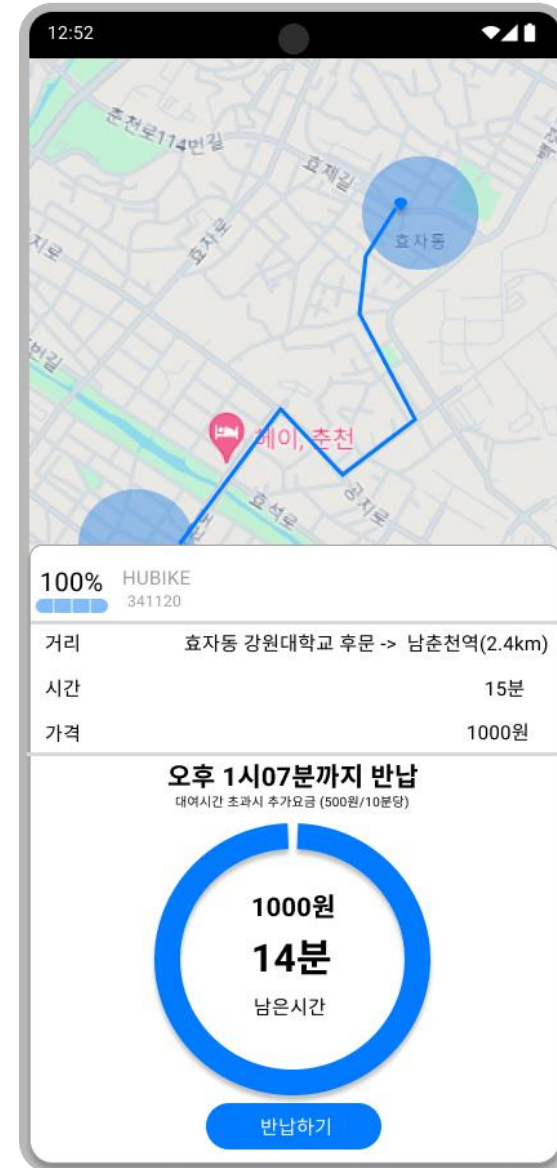 12:52
춘천로114번길
효제길
효자로
효자동
헤이, 춘천
효석로
공지로
100%
HUBIKE
341120
거리 효자동 강원대학교 후문 -> 남춘천역(2.4km)
시간 15분
가격 1000원
오후 1시07분까지 반납
대여시간 초과시 추가요금 (500원/10분당)
1000원
14분
남은시간
반납하기